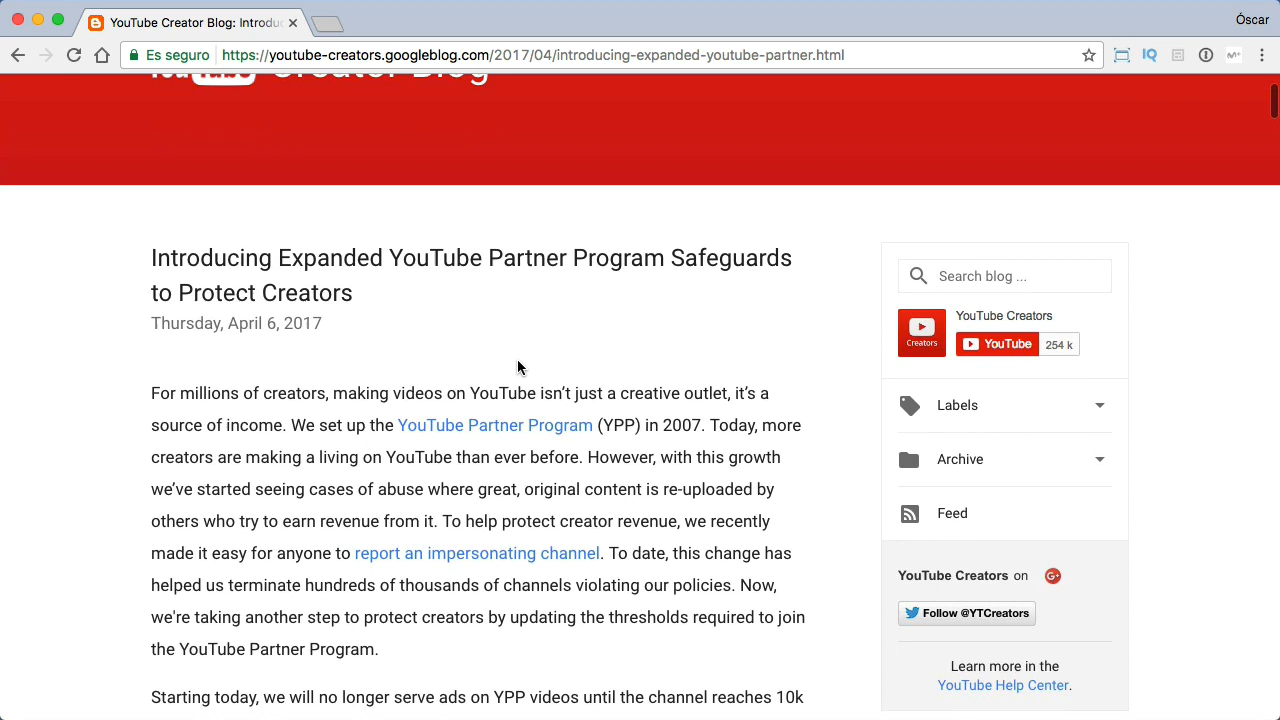 YouTube Creator Blog: Introdu
Óscar
Es seguro
https://youtube-creators.googleblog.com/2017/04/introducing-expanded-youtube-partner.html
YouTube Creator Blog
Introducing Expanded YouTube Partner Program Safeguards
to Protect Creators
Thursday, April 6, 2017
For millions of creators, making videos on YouTube isn’t just a creative outlet, it’s a
source of income. We set up the YouTube Partner Program (YPP) in 2007. Today, more
creators are making a living on YouTube than ever before. However, with this growth
we’ve started seeing cases of abuse where great, original content is re-uploaded by
others who try to earn revenue from it. To help protect creator revenue, we recently
made it easy for anyone to report an impersonating channel. To date, this change has
helped us terminate hundreds of thousands of channels violating our policies. Now,
we're taking another step to protect creators by updating the thresholds required to join
the YouTube Partner Program.
Starting today, we will no longer serve ads on YPP videos until the channel reaches 10k
Search blog ...
Creators
YouTube Creators
YouTube 254 k
Labels
Archive
Feed
YouTube Creators on G+
Follow @YTCreators
Learn more in the
YouTube Help Center.